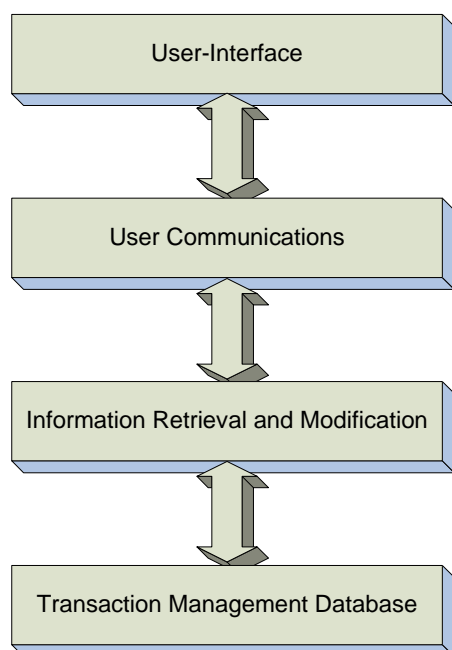 User-Interface
User Communications
Information Retrieval and Modification
Transaction Management Database